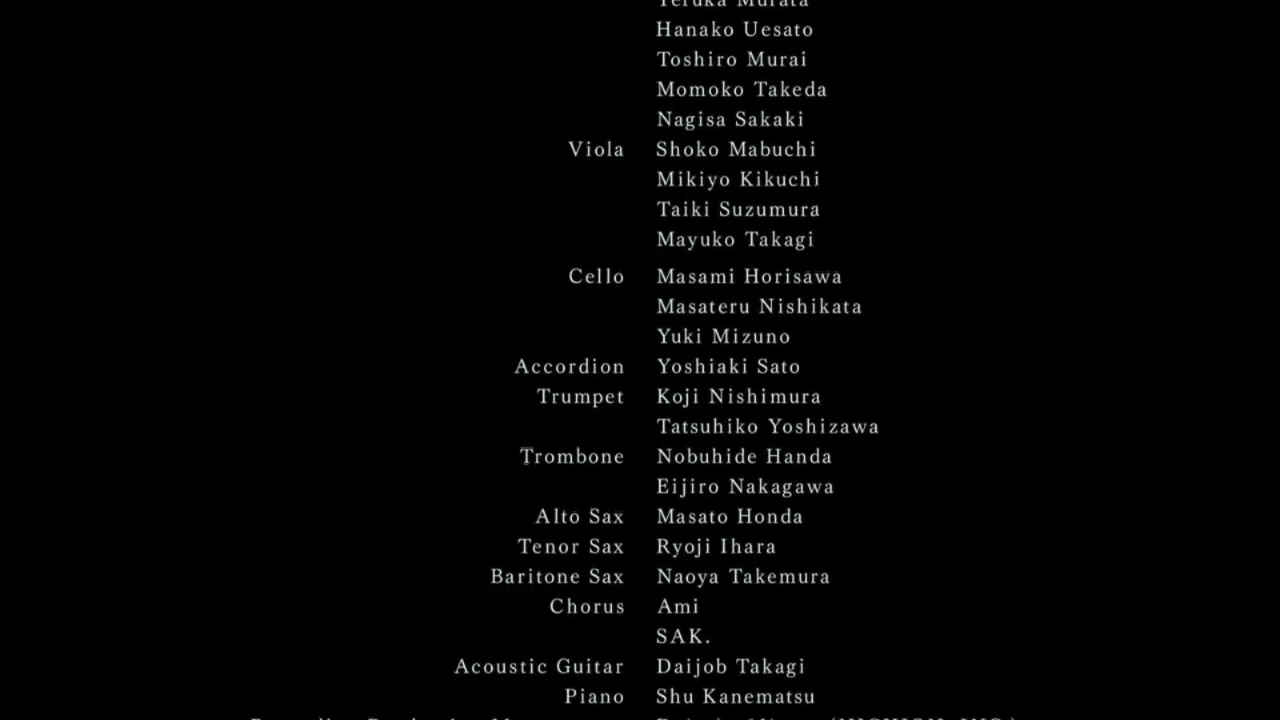 Teruka Murata
Hanako Uesato
Toshiro Murai
Momoko Takeda
Nagisa Sakaki
Viola Shoko Mabuchi
Mikiyo Kikuchi
Taiki Suzumura
Mayuko Takagi
Cello Masami Horisawa
Masateru Nishikata
Yuki Mizuno
Accordion Yoshiaki Sato
Trumpet Koji Nishimura
Tatsuhiko Yoshizawa
Trombone Nobuhide Handa
Eijiro Nakagawa
Alto Sax Masato Honda
Tenor Sax Ryoji Ihara
Baritone Sax Naoya Takemura
Chorus Ami
SAK.
Acoustic Guitar Daijob Takagi
Piano Shu Kanematsu